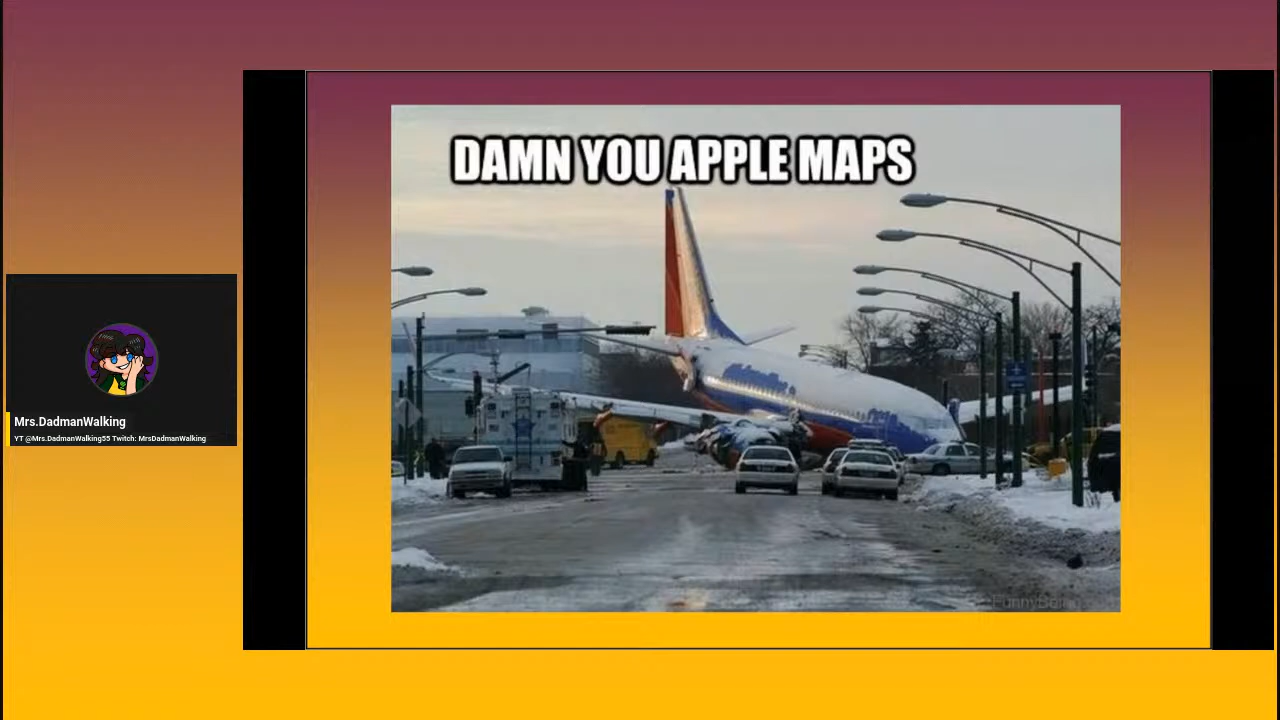 DAMN YOU APPLE MAPS
Mrs.DadmanWalking
YT @Mrs.DadmanWalking55 Twitch: MrsDadmanWalking